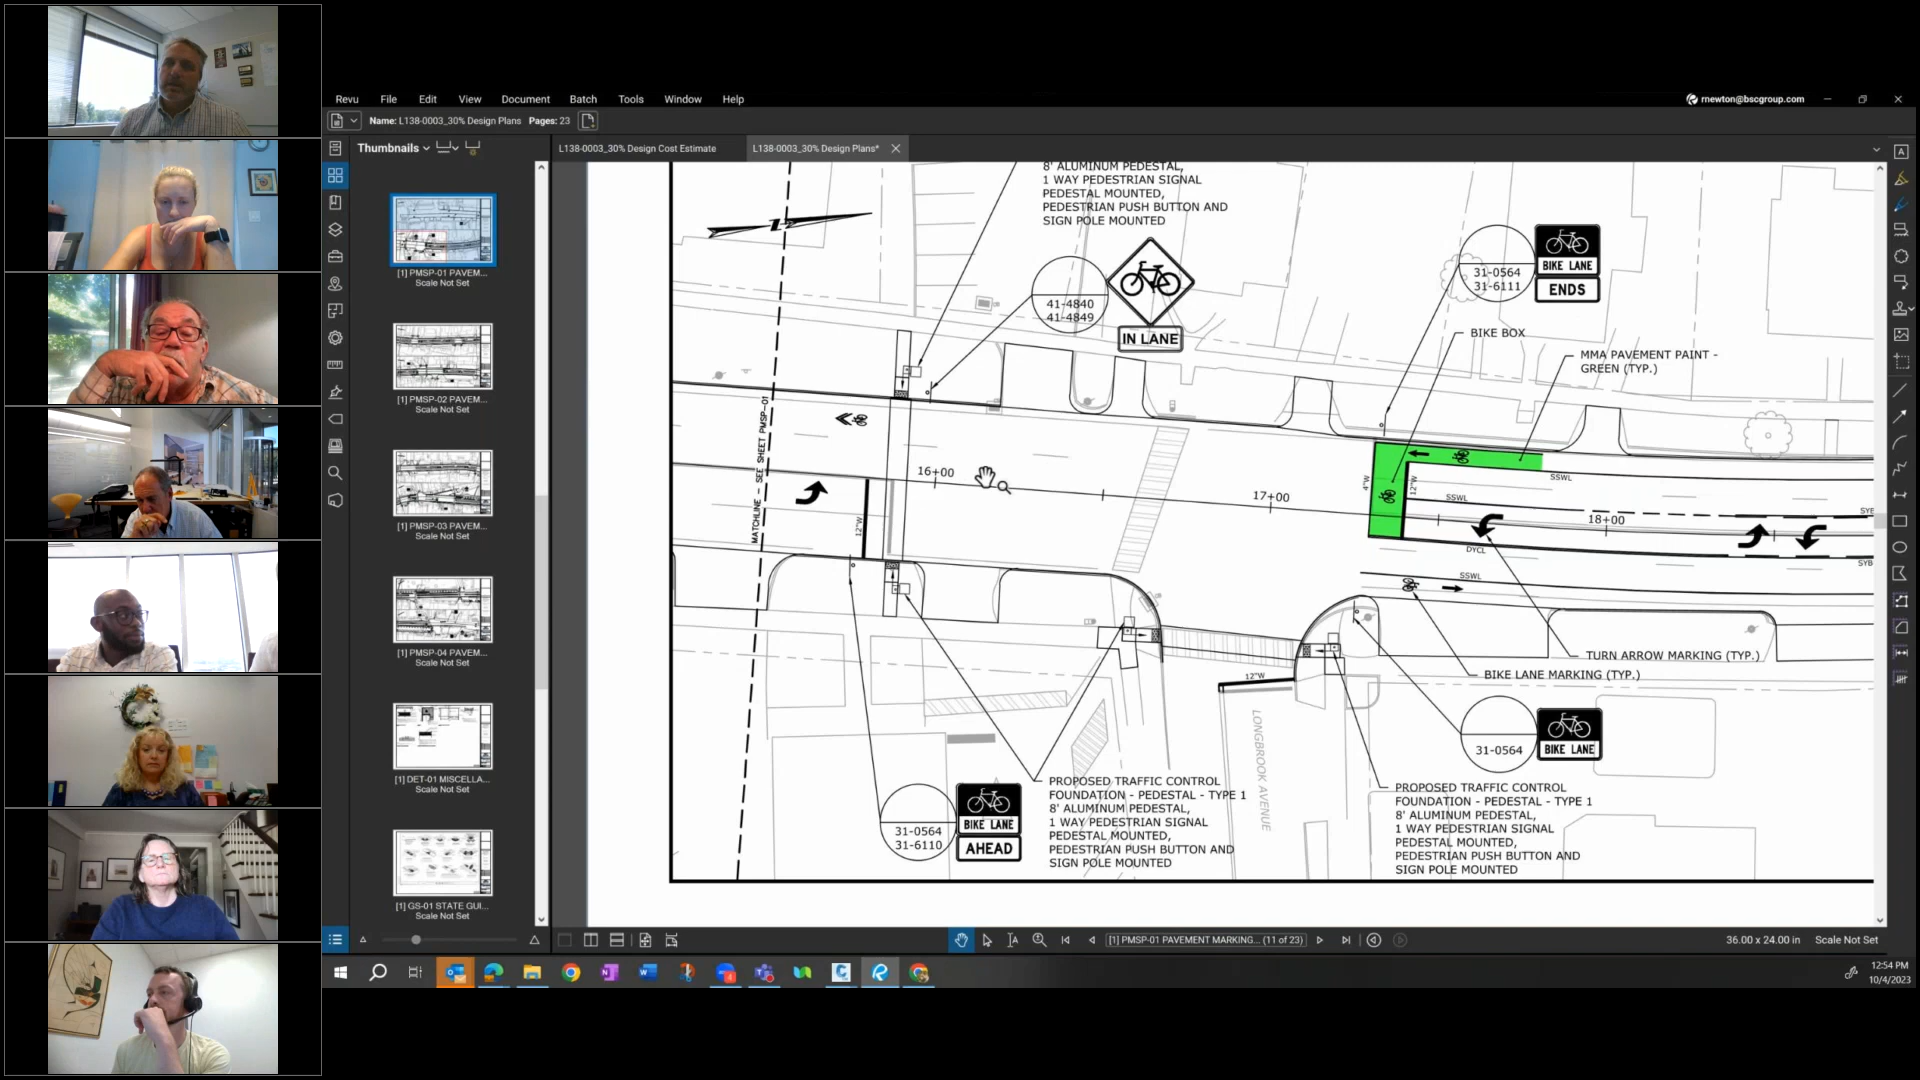 Revu File Edit View Document Batch Tools Window Help
rnewton@bscgroup.com
Name: L138-0003_30% Design Plans Pages: 23
Thumbnails
L138-0003_30% Design Cost Estimate
L138-0003_30% Design Plans*
[1] PMSP-01 PAVEM...
Scale Not Set
[1] PMSP-02 PAVEM...
Scale Not Set
[1] PMSP-03 PAVEM...
Scale Not Set
[1] PMSP-04 PAVEM...
Scale Not Set
[1] DET-01 MISCELLA...
Scale Not Set
[1] GS-01 STATE GUI...
Scale Not Set
8' ALUMINUM PEDESTAL,
1 WAY PEDESTRIAN SIGNAL
PEDESTAL MOUNTED,
PEDESTRIAN PUSH BUTTON AND
SIGN POLE MOUNTED
41-4840
41-4849
IN LANE
31-0564
31-6111
BIKE LANE
ENDS
BIKE BOX
MMA PAVEMENT PAINT -
GREEN (TYP.)
MATCHLINE - SEE SHEET PMSP-01
16+00
17+00
18+00
12"W
4"W
12"W
SSWL
SSWL
SYB
DYCL
SSWL
TURN ARROW MARKING (TYP.)
BIKE LANE MARKING (TYP.)
12"W
LONGBROOK AVENUE
31-0564
BIKE LANE
31-0564
31-6110
BIKE LANE
AHEAD
PROPOSED TRAFFIC CONTROL
FOUNDATION - PEDESTAL - TYPE 1
8' ALUMINUM PEDESTAL,
1 WAY PEDESTRIAN SIGNAL
PEDESTAL MOUNTED,
PEDESTRIAN PUSH BUTTON AND
SIGN POLE MOUNTED
PROPOSED TRAFFIC CONTROL
FOUNDATION - PEDESTAL - TYPE 1
8' ALUMINUM PEDESTAL,
1 WAY PEDESTRIAN SIGNAL
PEDESTAL MOUNTED,
PEDESTRIAN PUSH BUTTON AND
SIGN POLE MOUNTED
[1] PMSP-01 PAVEMENT MARKING... (11 of 23)
36.00 x 24.00 in Scale Not Set
12:54 PM
10/4/2023